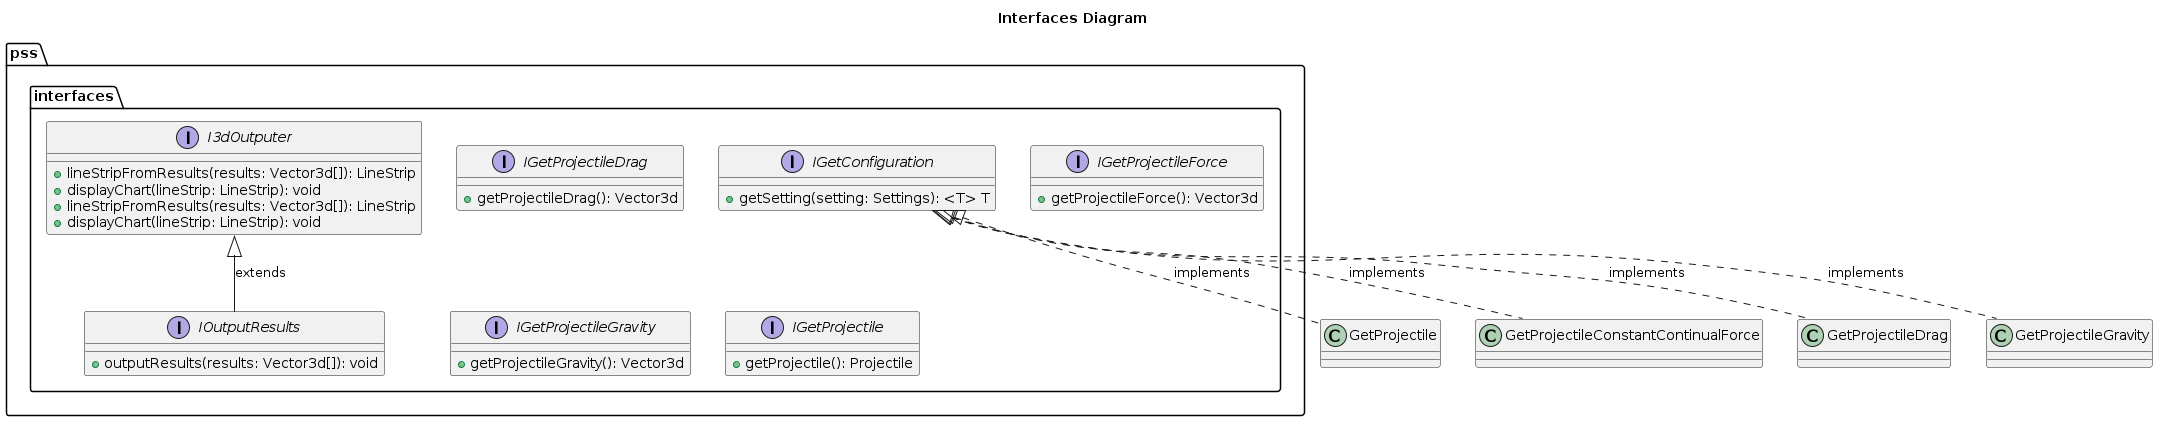 Interfaces Diagram
pss
interfaces
I I3dOutputer
lineStripFromResults(results: Vector3d[]): LineStrip
displayChart(lineStrip: LineStrip): void
lineStripFromResults(results: Vector3d[]): LineStrip
displayChart(lineStrip: LineStrip): void
I IGetProjectileDrag
getProjectileDrag(): Vector3d
I IGetConfiguration
getSetting(setting: Settings): <T> T
I IGetProjectileForce
getProjectileForce(): Vector3d
extends
implements
implements
implements
implements
I IOutputResults
outputResults(results: Vector3d[]): void
I IGetProjectileGravity
getProjectileGravity(): Vector3d
I IGetProjectile
getProjectile(): Projectile
C GetProjectile
C GetProjectileConstantContinualForce
C GetProjectileDrag
C GetProjectileGravity